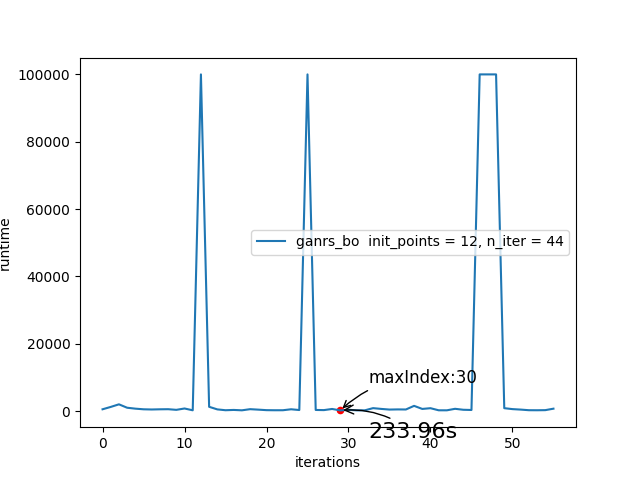 100000
80000
60000
40000
20000
0
runtime
ganrs_bo  init_points = 12, n_iter = 44
maxIndex:30
233.96s
0 10 20 30 40 50
iterations